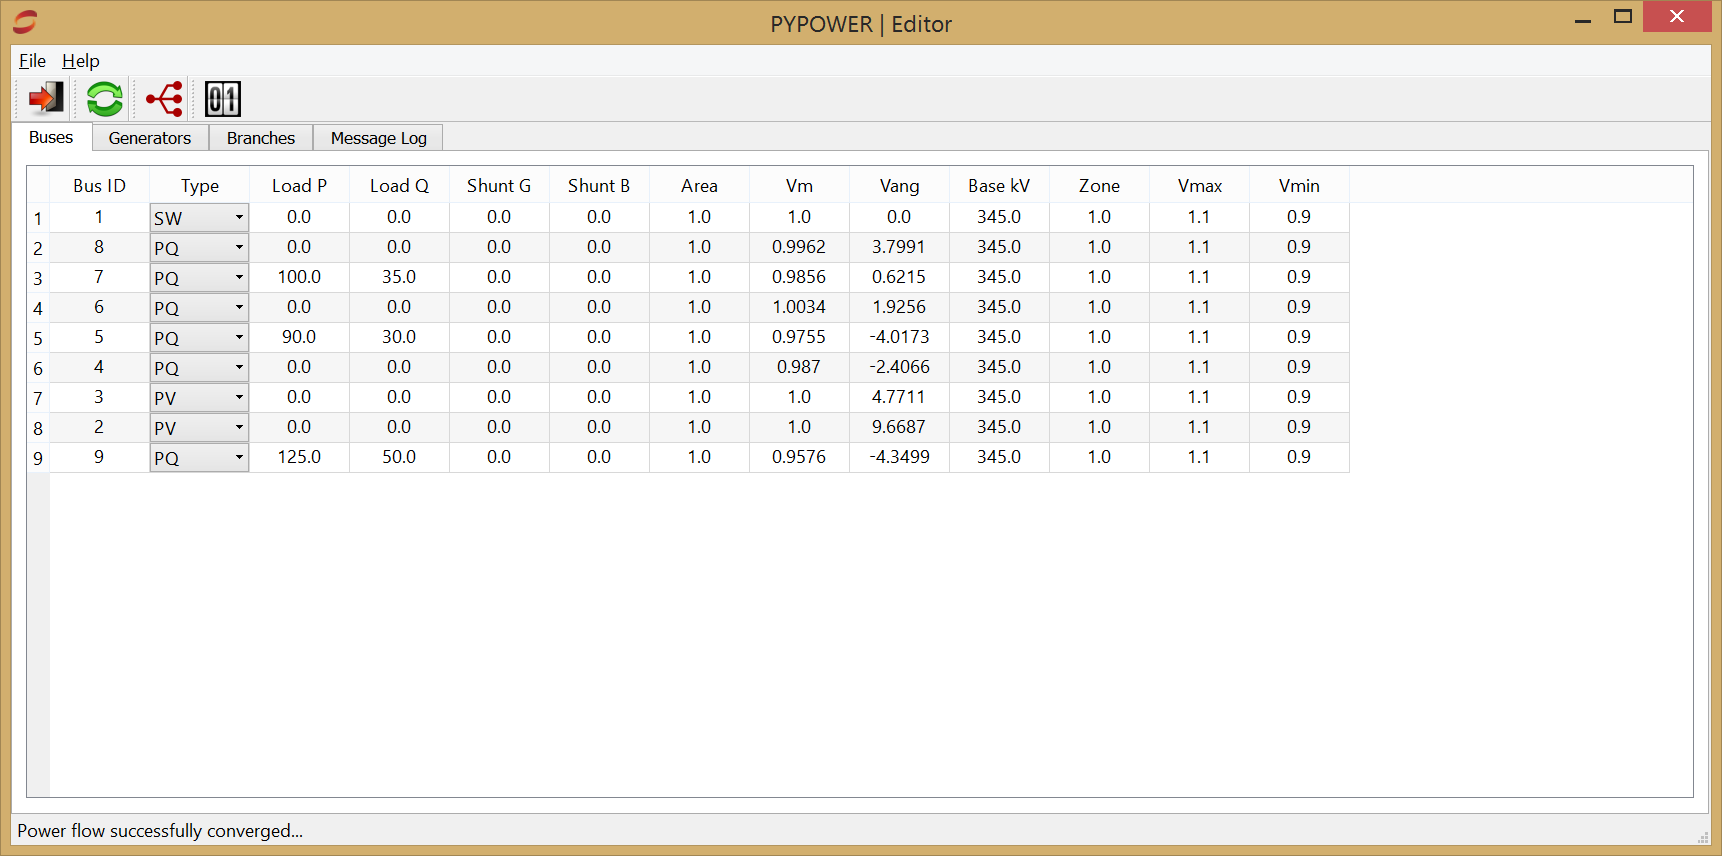 PYPOWER | Editor
File Help
01
Buses Generators Branches Message Log
Bus ID Type Load P Load Q Shunt G Shunt B Area Vm Vang Base kV Zone Vmax Vmin
1 1 SW 0.0 0.0 0.0 0.0 1.0 1.0 0.0 345.0 1.0 1.1 0.9
2 8 PQ 0.0 0.0 0.0 0.0 1.0 0.9962 3.7991 345.0 1.0 1.1 0.9
3 7 PQ 100.0 35.0 0.0 0.0 1.0 0.9856 0.6215 345.0 1.0 1.1 0.9
4 6 PQ 0.0 0.0 0.0 0.0 1.0 1.0034 1.9256 345.0 1.0 1.1 0.9
5 5 PQ 90.0 30.0 0.0 0.0 1.0 0.9755 -4.0173 345.0 1.0 1.1 0.9
6 4 PQ 0.0 0.0 0.0 0.0 1.0 0.987 -2.4066 345.0 1.0 1.1 0.9
7 3 PV 0.0 0.0 0.0 0.0 1.0 1.0 4.7711 345.0 1.0 1.1 0.9
8 2 PV 0.0 0.0 0.0 0.0 1.0 1.0 9.6687 345.0 1.0 1.1 0.9
9 9 PQ 125.0 50.0 0.0 0.0 1.0 0.9576 -4.3499 345.0 1.0 1.1 0.9
Power flow successfully converged...